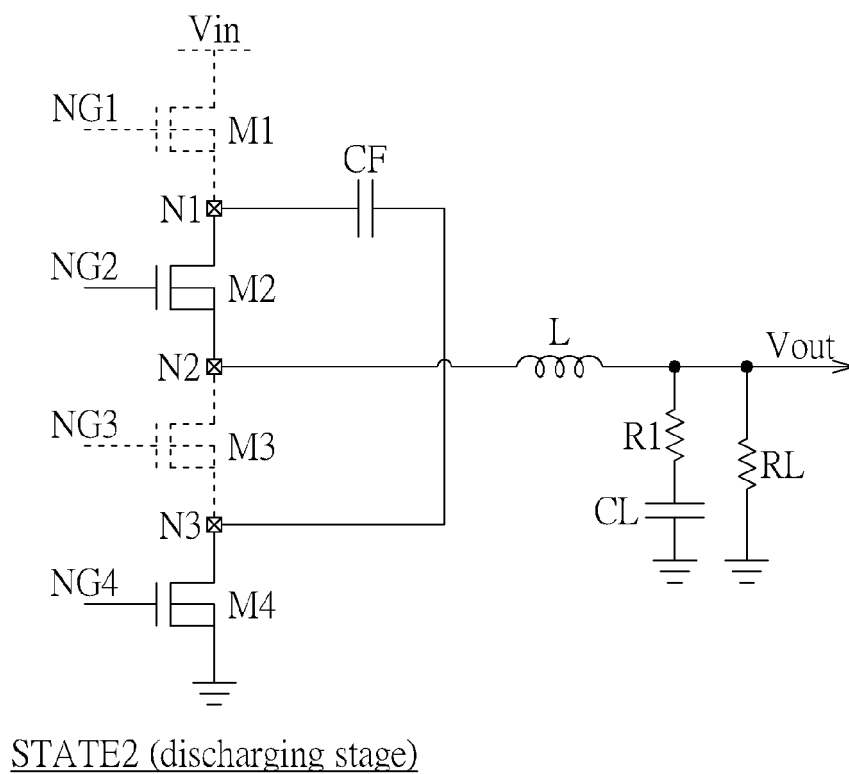 Vin
NG1
M1
CF
N1
NG2
M2
L
Vout
N2
NG3
M3
R1
RL
CL
N3
NG4
M4
STATE2 (discharging stage)